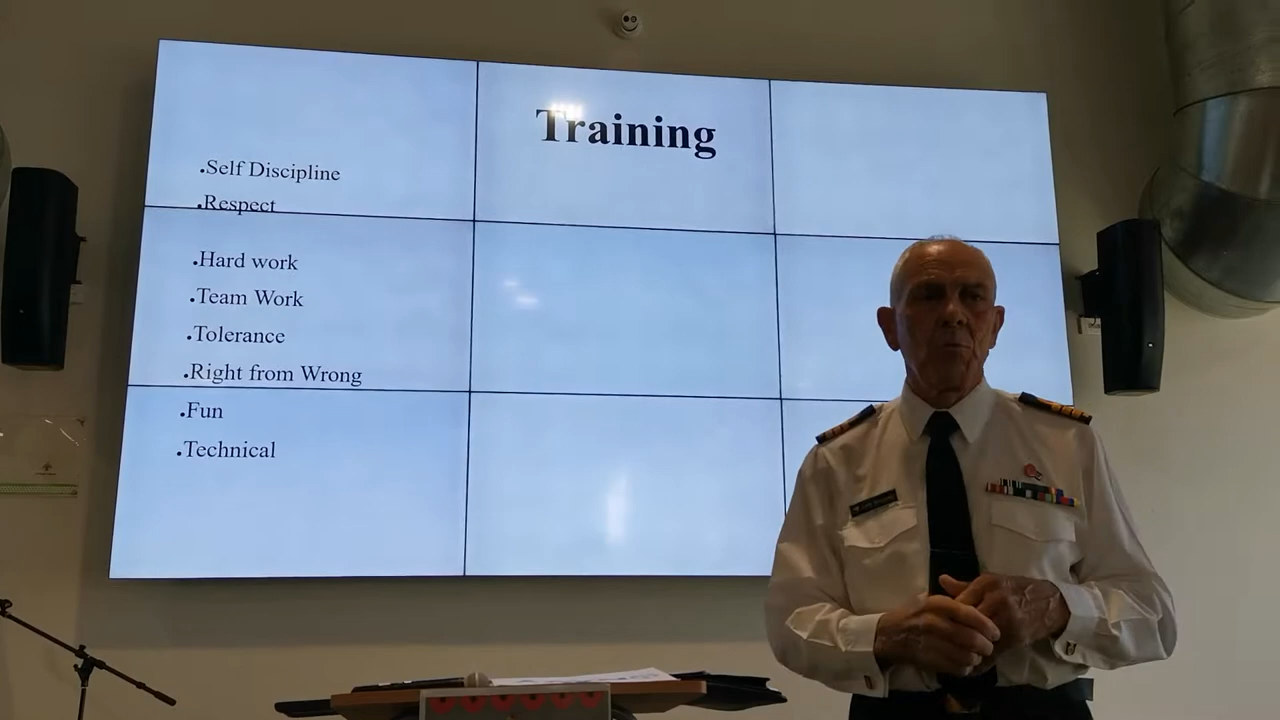 Training
.Self Discipline
.Respect
.Hard work
.Team Work
.Tolerance
.Right from Wrong
.Fun
.Technical